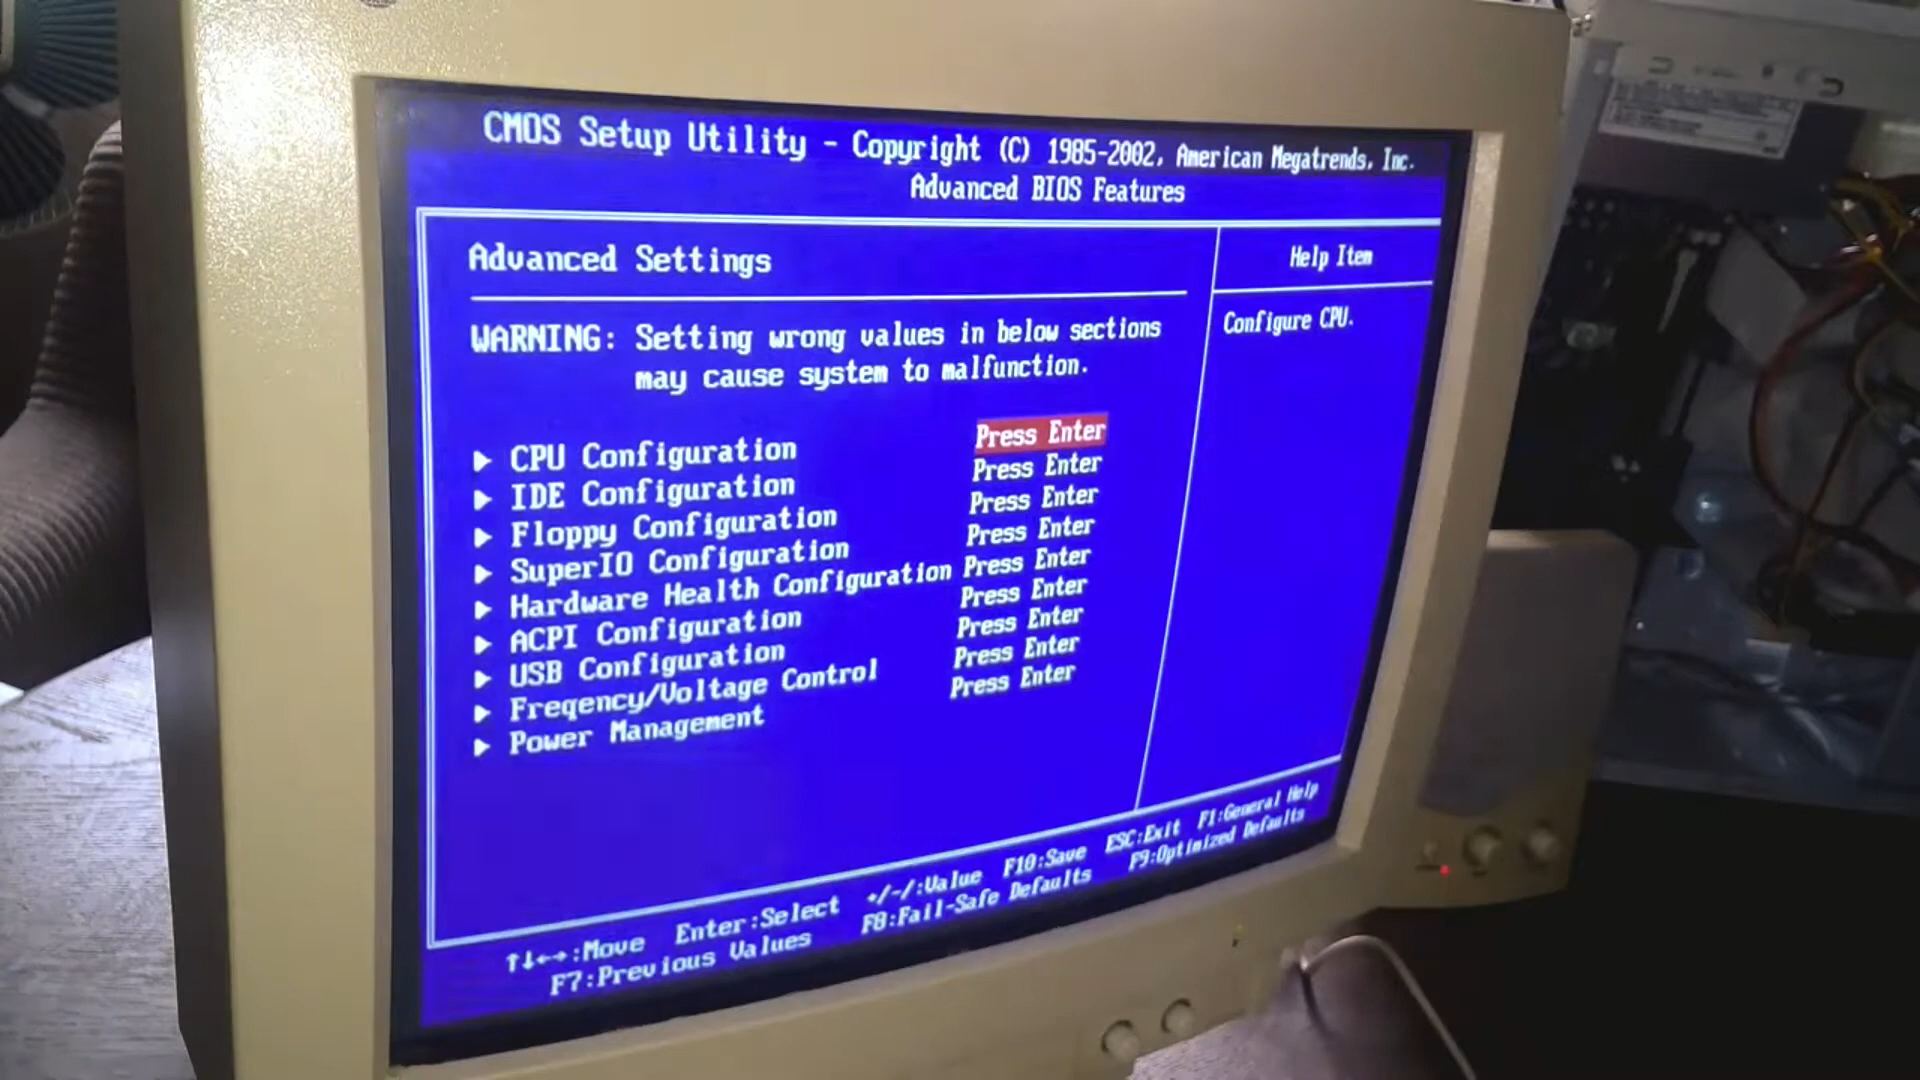 CMOS Setup Utility - Copyright (C) 1985-2002, American Megatrends, Inc.
Advanced BIOS Features
Advanced Settings
WARNING: Setting wrong values in below sections
may cause system to malfunction.
► CPU Configuration Press Enter
► IDE Configuration Press Enter
► Floppy Configuration Press Enter
► SuperIO Configuration Press Enter
► Hardware Health Configuration Press Enter
► ACPI Configuration Press Enter
► USB Configuration Press Enter
► Freqency/Voltage Control Press Enter
► Power Management Press Enter
Help Item
Configure CPU.
↑↓←→:Move Enter:Select +/-/:Value F10:Save ESC:Exit F1:General Help
F7:Previous Values F8:Fail-Safe Defaults F9:Optimized Defaults